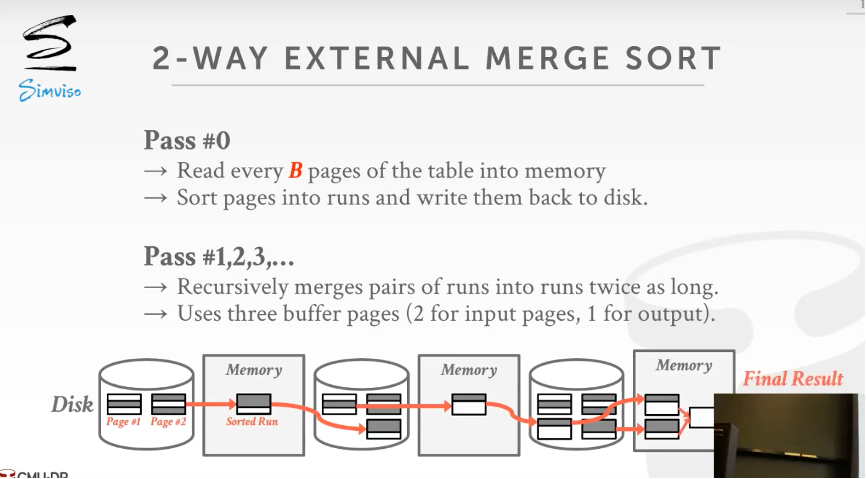 1
Simviso
2-WAY EXTERNAL MERGE SORT
Pass #0
→ Read every B pages of the table into memory
→ Sort pages into runs and write them back to disk.
Pass #1,2,3,…
→ Recursively merges pairs of runs into runs twice as long.
→ Uses three buffer pages (2 for input pages, 1 for output).
Memory
Memory
Memory
Final Result
Disk
Page #1
Page #2
Sorted Run
CMU·DB